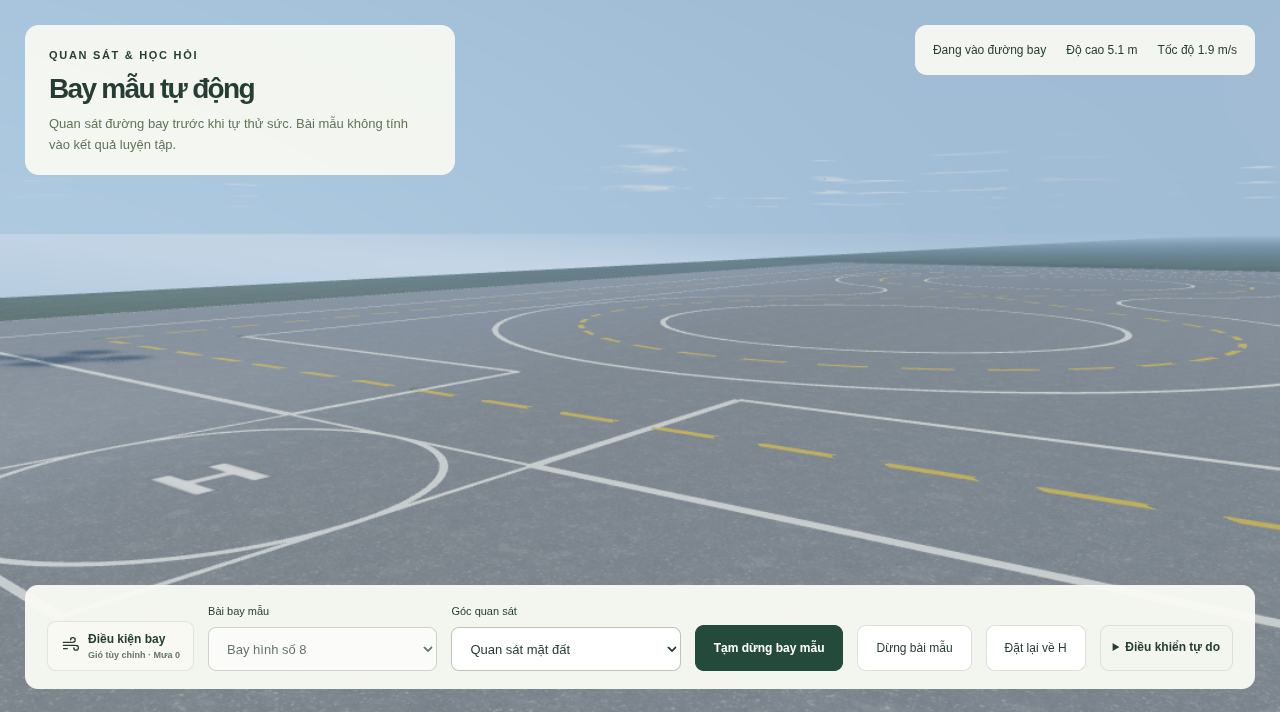 QUAN SÁT & HỌC HỎI
Bay mẫu tự động
Quan sát đường bay trước khi tự thử sức. Bài mẫu không tính
vào kết quả luyện tập.
Đang vào đường bay Độ cao 5.1 m Tốc độ 1.9 m/s
H
Điều kiện bay
Gió tùy chỉnh · Mưa 0
Bài bay mẫu
Bay hình số 8
Góc quan sát
Quan sát mặt đất
Tạm dừng bay mẫu
Dừng bài mẫu
Đặt lại về H
Điều khiển tự do